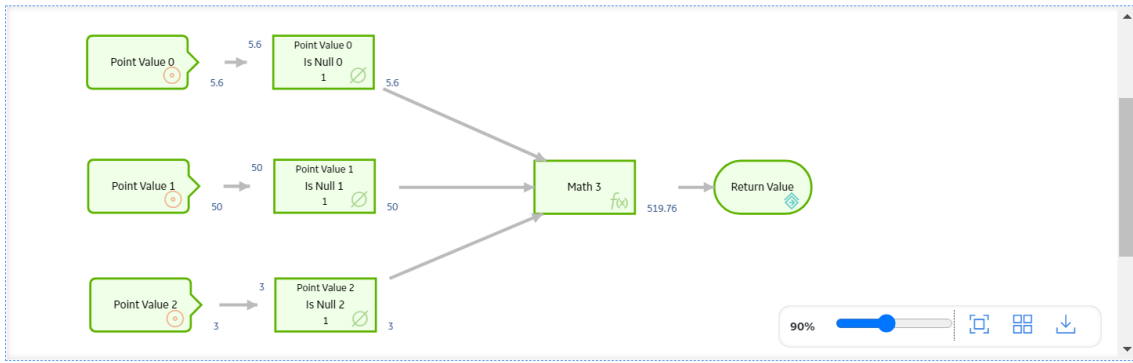 Point Value 0
5.6
5.6
Point Value 0
Is Null 0
1
5.6
Point Value 1
50
50
Point Value 1
Is Null 1
1
50
Math 3
f(x)
519.76
Return Value
Point Value 2
3
3
Point Value 2
Is Null 2
1
3
90%